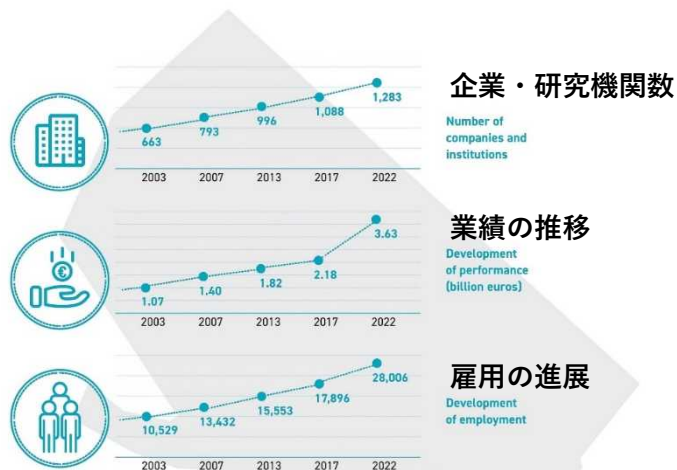 企業・研究機関数
Number of
companies and
institutions
663
793
996
1,088
1,283
2003 2007 2013 2017 2022
業績の推移
Development
of performance
(billion euros)
€
1.07
1.40
1.82
2.18
3.63
2003 2007 2013 2017 2022
雇用の進展
Development
of employment
10,529
13,432
15,553
17,896
28,006
2003 2007 2013 2017 2022